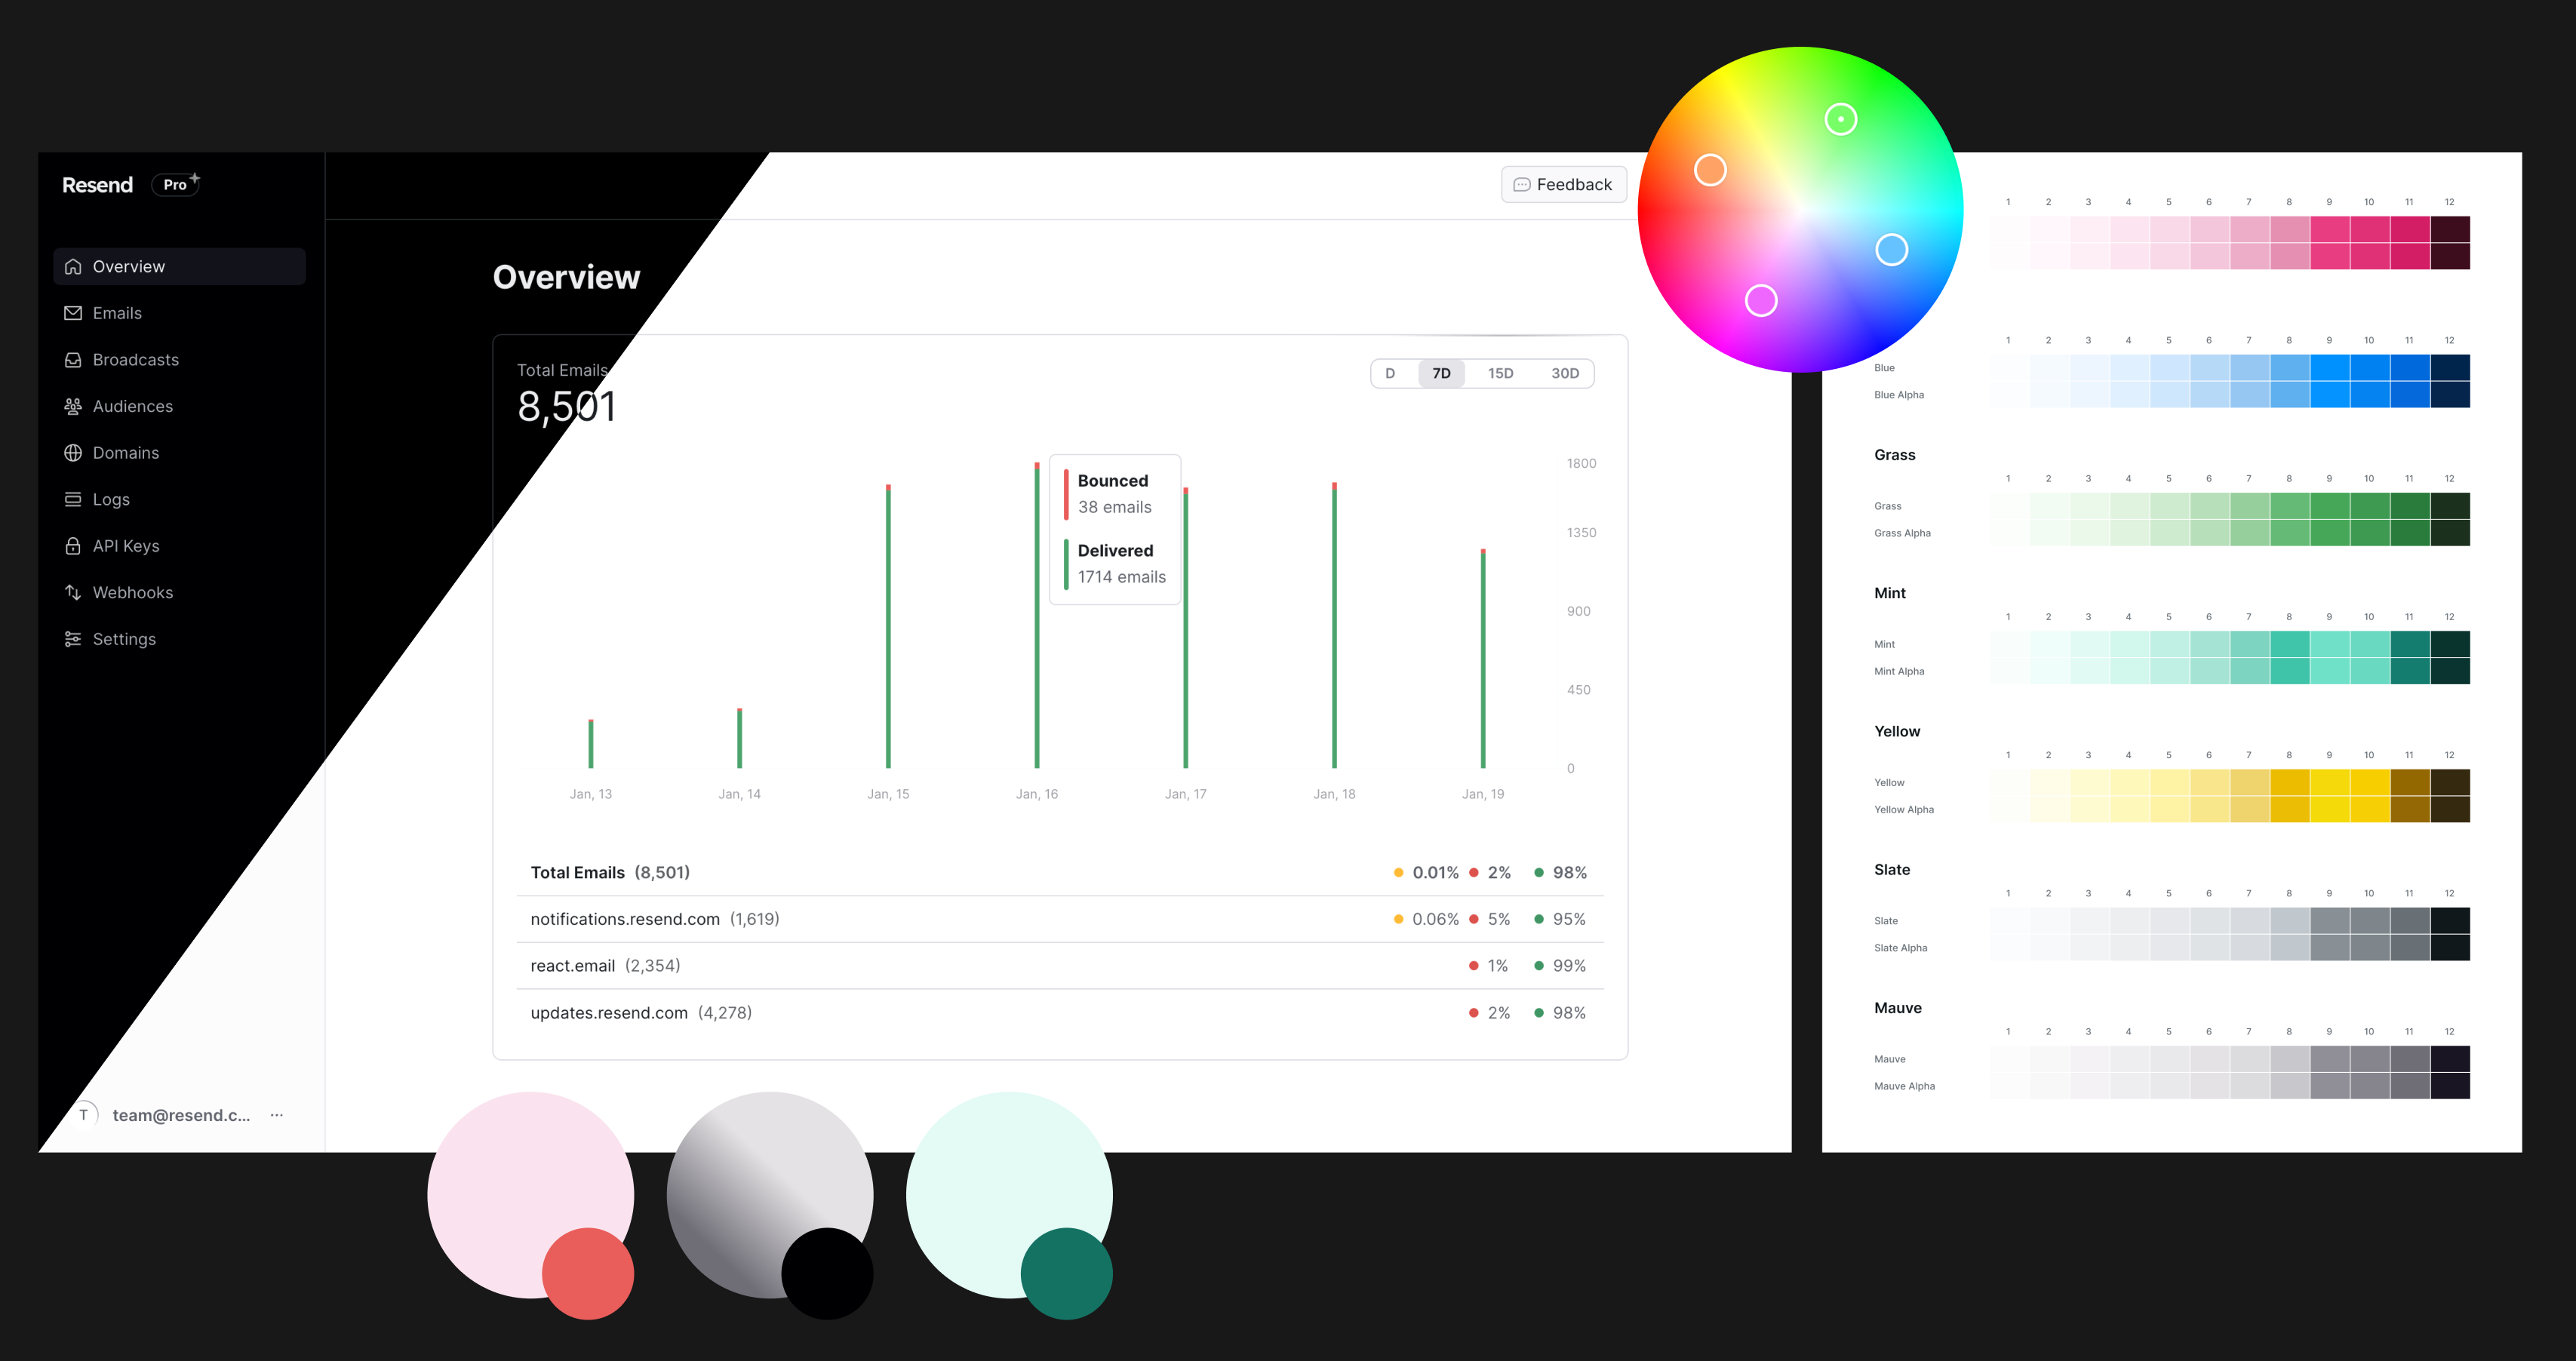 Resend Pro
Overview
Emails
Broadcasts
Audiences
Domains
Logs
API Keys
Webhooks
Settings
T team@resend.c... ...
Feedback
Overview
Total Emails
8,501
D 7D 15D 30D
Bounced
38 emails
Delivered
1714 emails
1800
1350
900
450
0
Jan, 13 Jan, 14 Jan, 15 Jan, 16 Jan, 17 Jan, 18 Jan, 19
Total Emails (8,501) 0.01% 2% 98%
notifications.resend.com (1,619) 0.06% 5% 95%
react.email (2,354) 1% 99%
updates.resend.com (4,278) 2% 98%
1 2 3 4 5 6 7 8 9 10 11 12
1 2 3 4 5 6 7 8 9 10 11 12
Blue
Blue Alpha
Grass
1 2 3 4 5 6 7 8 9 10 11 12
Grass
Grass Alpha
Mint
1 2 3 4 5 6 7 8 9 10 11 12
Mint
Mint Alpha
Yellow
1 2 3 4 5 6 7 8 9 10 11 12
Yellow
Yellow Alpha
Slate
1 2 3 4 5 6 7 8 9 10 11 12
Slate
Slate Alpha
Mauve
1 2 3 4 5 6 7 8 9 10 11 12
Mauve
Mauve Alpha